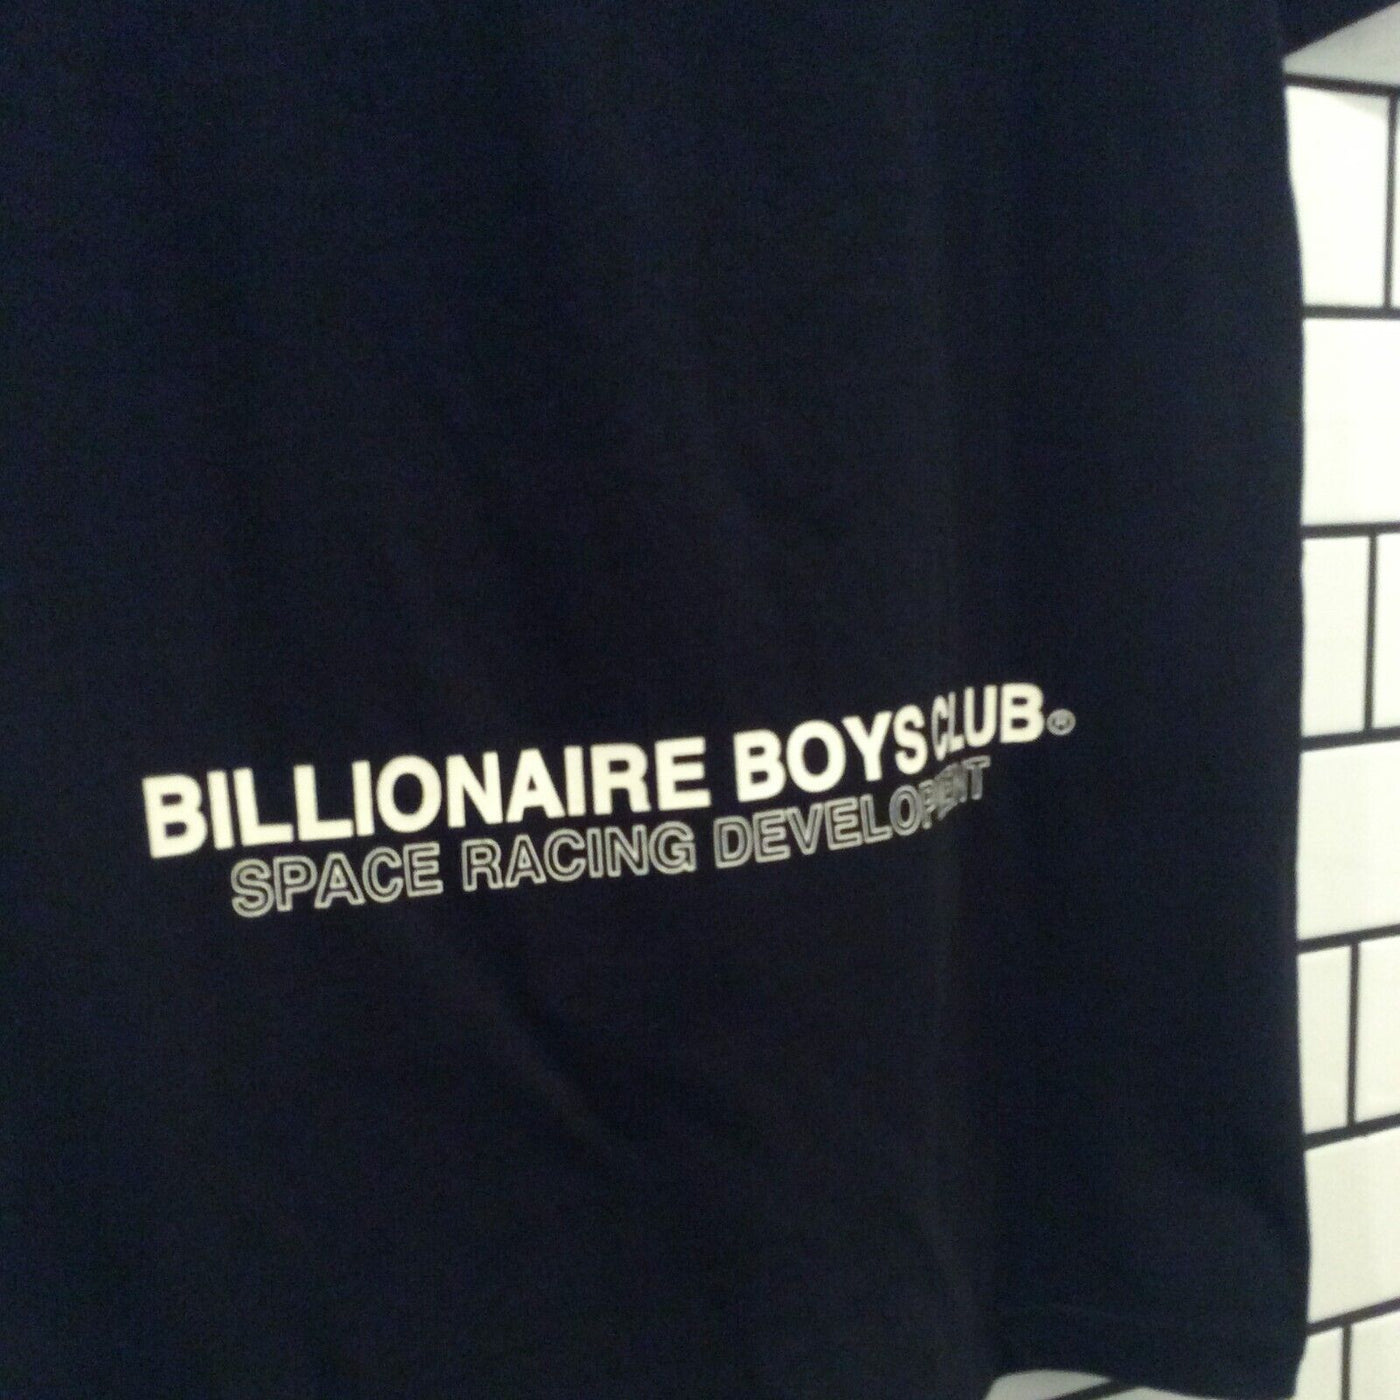 BILLIONAIRE BOYS CLUB®
SPACE RACING DEVELOPMENT